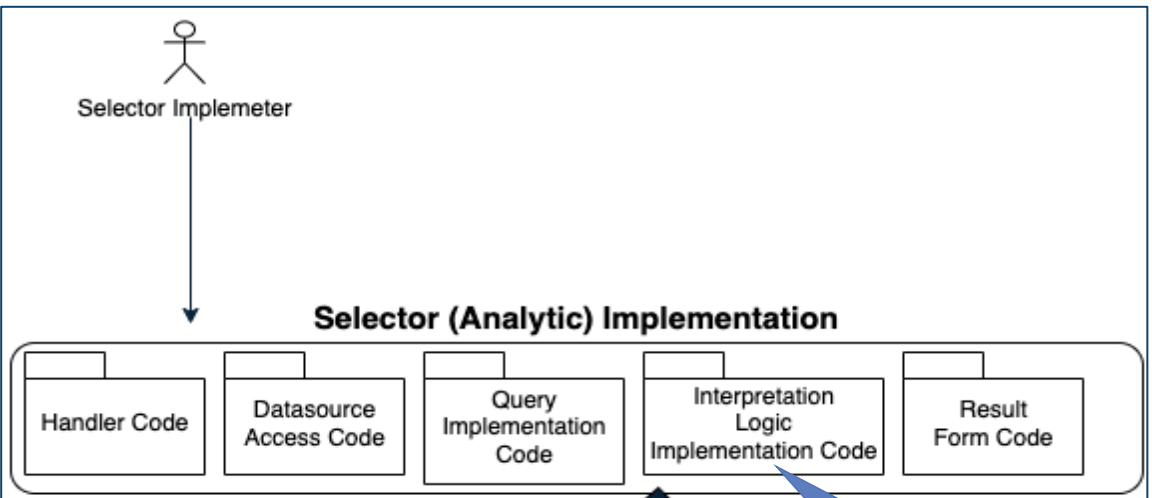 Selector Implemeter
Selector (Analytic) Implementation
Handler Code
Datasource
Access Code
Query
Implementation
Code
Interpretation
Logic
Implementation Code
Result
Form Code